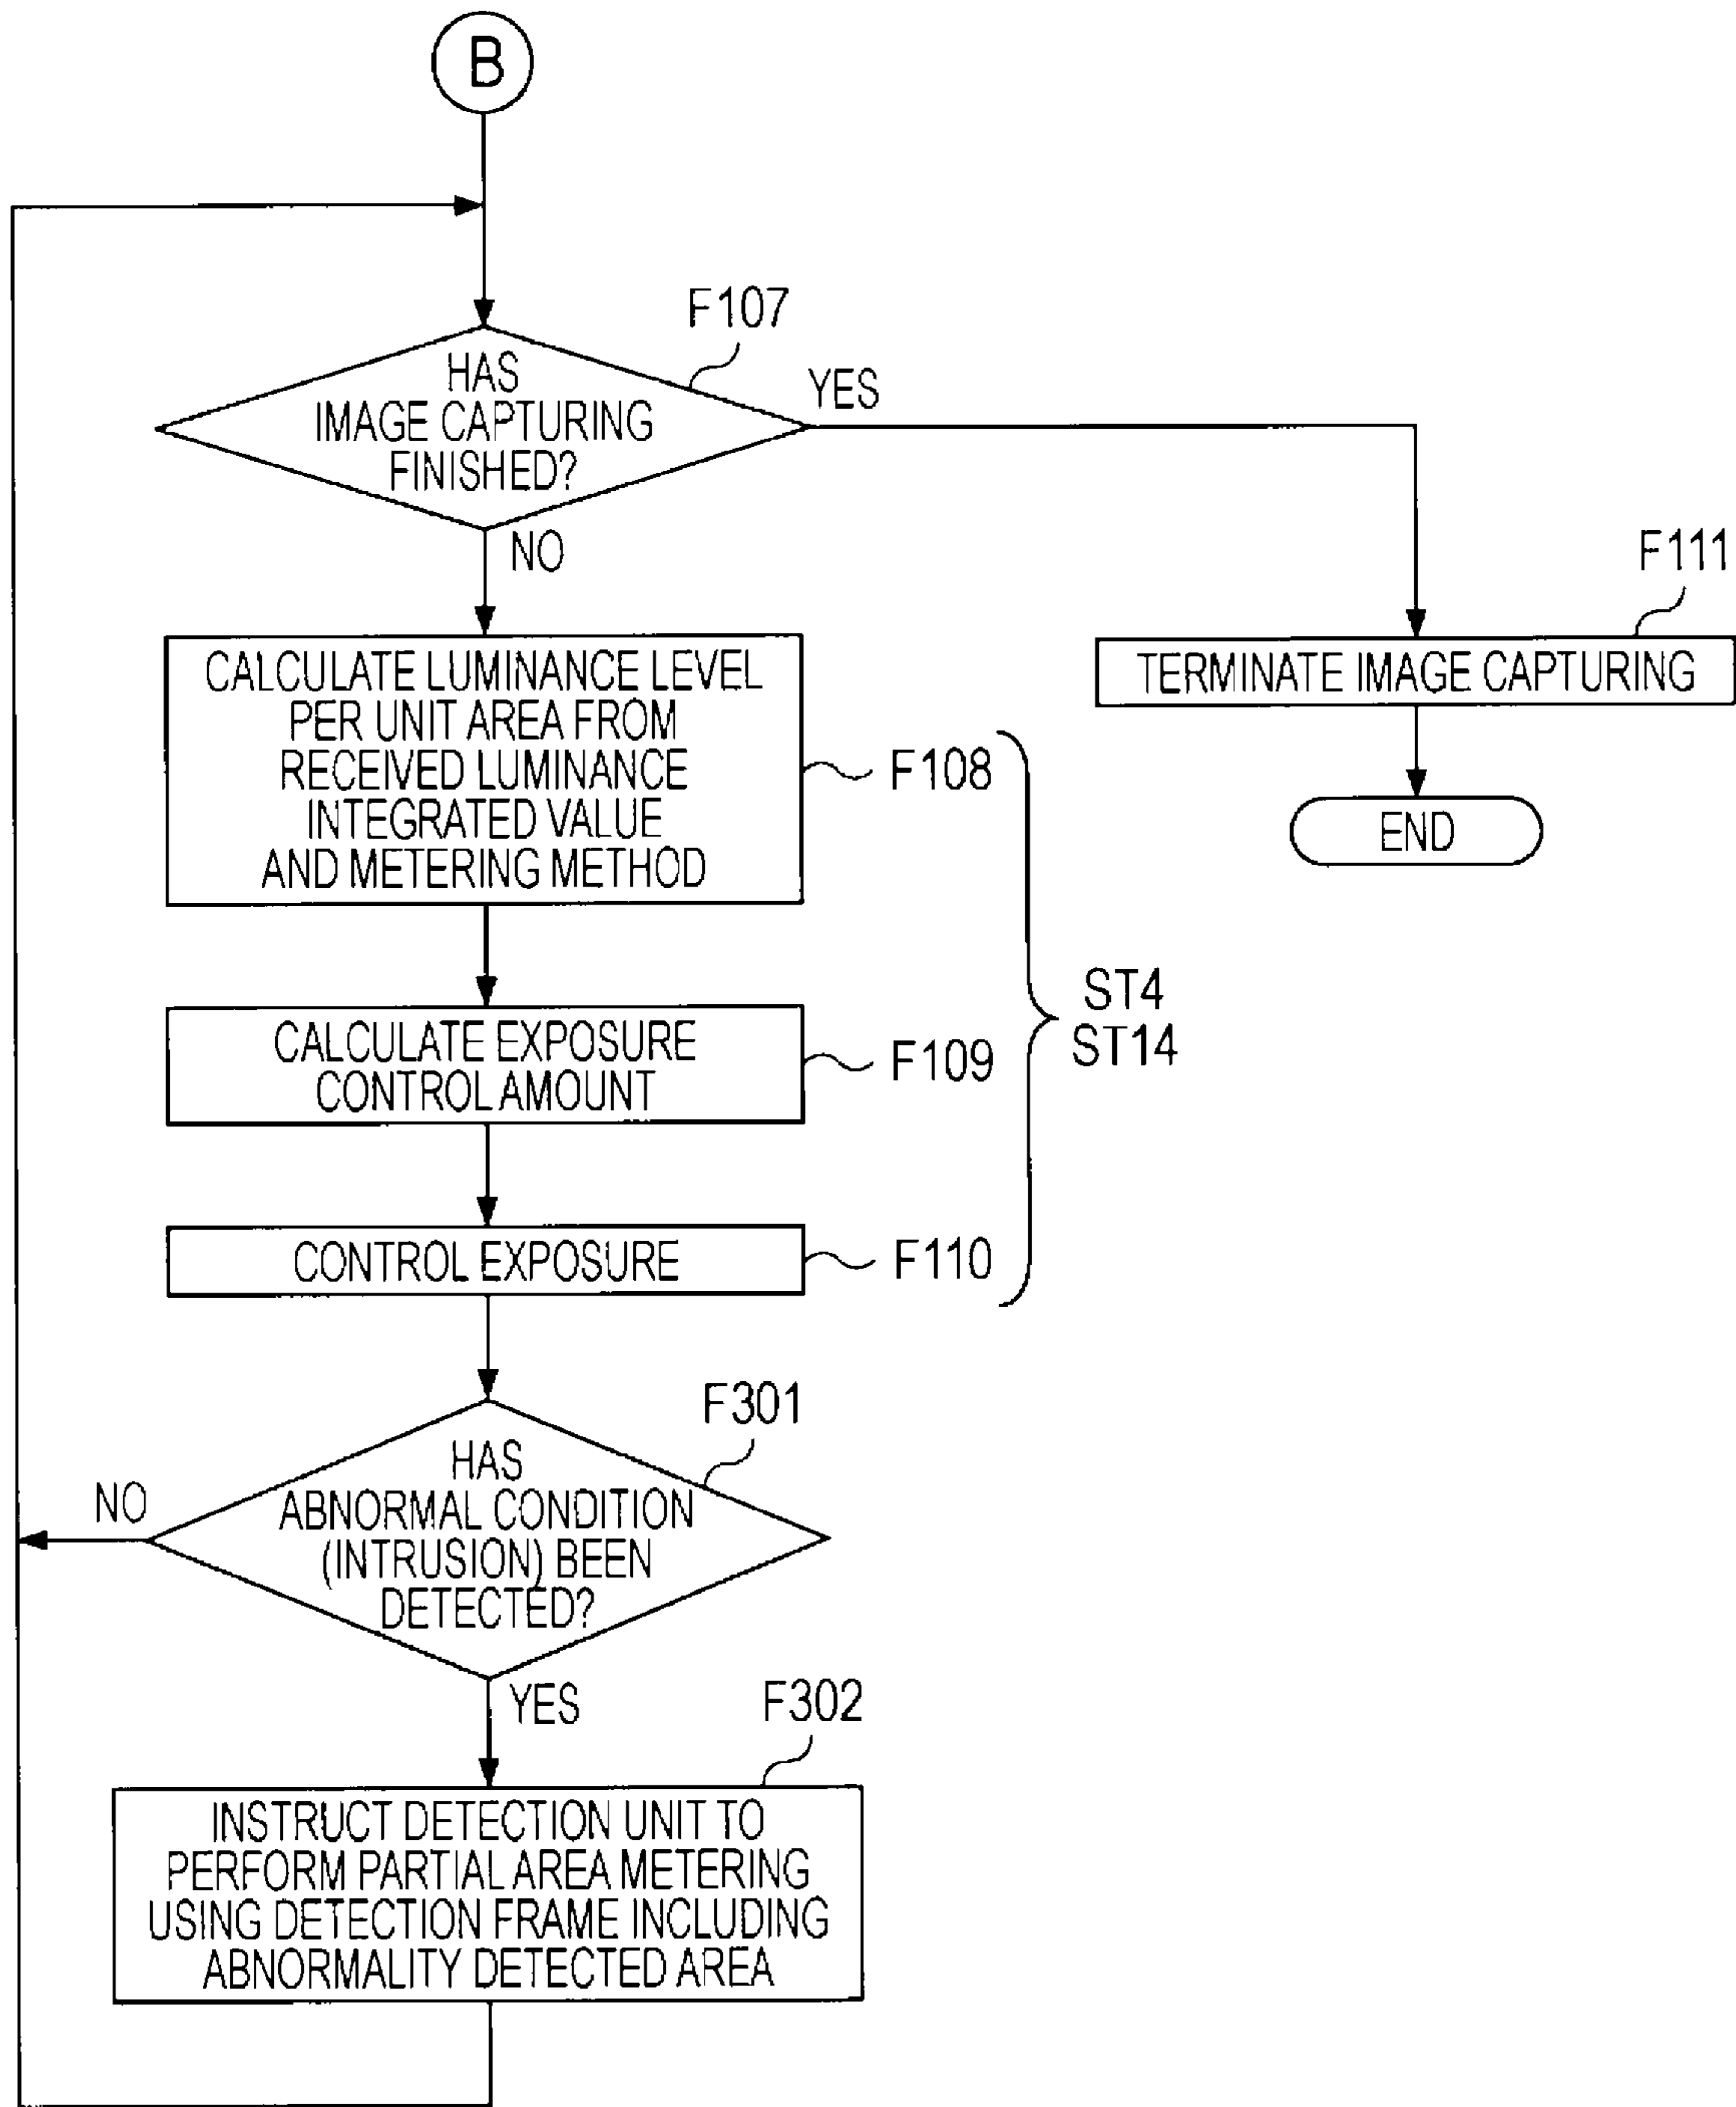 B
F107
HAS
IMAGE CAPTURING
FINISHED?
YES
NO
F111
TERMINATE IMAGE CAPTURING
END
CALCULATE LUMINANCE LEVEL
PER UNIT AREA FROM
RECEIVED LUMINANCE
INTEGRATED VALUE
AND METERING METHOD
F108
CALCULATE EXPOSURE
CONTROL AMOUNT
F109
ST4
ST14
CONTROL EXPOSURE
F110
F301
HAS
ABNORMAL CONDITION
(INTRUSION) BEEN
DETECTED?
NO
YES
F302
INSTRUCT DETECTION UNIT TO
PERFORM PARTIAL AREA METERING
USING DETECTION FRAME INCLUDING
ABNORMALITY DETECTED AREA